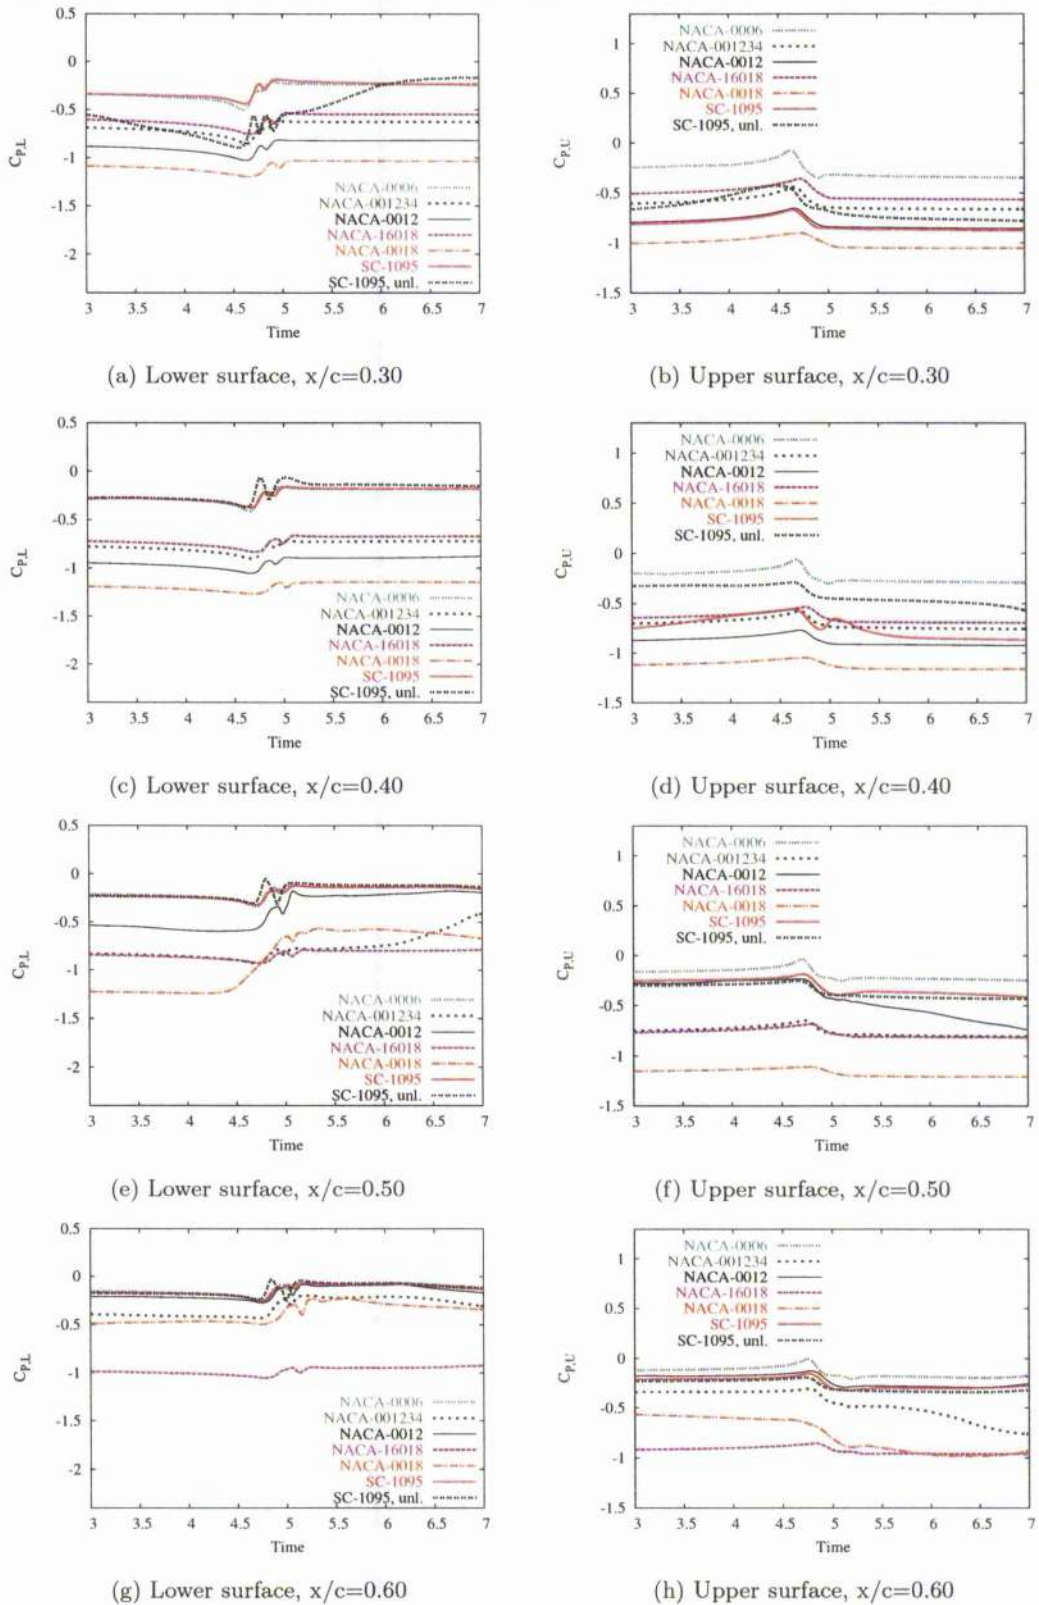 0.5
0
-0.5
-1
-1.5
-2
C_P,L
NACA-0006
NACA-001234
NACA-0012
NACA-16018
NACA-0018
SC-1095
SC-1095, unl.
3 3.5 4 4.5 5 5.5 6 6.5 7
Time
(a) Lower surface, x/c=0.30
1
0.5
0
-0.5
-1
-1.5
C_P,U
NACA-0006
NACA-001234
NACA-0012
NACA-16018
NACA-0018
SC-1095
SC-1095, unl.
3 3.5 4 4.5 5 5.5 6 6.5 7
Time
(b) Upper surface, x/c=0.30
0.5
0
-0.5
-1
-1.5
-2
C_P,L
NACA-0006
NACA-001234
NACA-0012
NACA-16018
NACA-0018
SC-1095
SC-1095, unl.
3 3.5 4 4.5 5 5.5 6 6.5 7
Time
(c) Lower surface, x/c=0.40
1
0.5
0
-0.5
-1
-1.5
C_P,U
NACA-0006
NACA-001234
NACA-0012
NACA-16018
NACA-0018
SC-1095
SC-1095, unl.
3 3.5 4 4.5 5 5.5 6 6.5 7
Time
(d) Upper surface, x/c=0.40
0.5
0
-0.5
-1
-1.5
-2
C_P,L
NACA-0006
NACA-001234
NACA-0012
NACA-16018
NACA-0018
SC-1095
SC-1095, unl.
3 3.5 4 4.5 5 5.5 6 6.5 7
Time
(e) Lower surface, x/c=0.50
1
0.5
0
-0.5
-1
-1.5
C_P,U
NACA-0006
NACA-001234
NACA-0012
NACA-16018
NACA-0018
SC-1095
SC-1095, unl.
3 3.5 4 4.5 5 5.5 6 6.5 7
Time
(f) Upper surface, x/c=0.50
0.5
0
-0.5
-1
-1.5
-2
C_P,L
NACA-0006
NACA-001234
NACA-0012
NACA-16018
NACA-0018
SC-1095
SC-1095, unl.
3 3.5 4 4.5 5 5.5 6 6.5 7
Time
(g) Lower surface, x/c=0.60
1
0.5
0
-0.5
-1
-1.5
C_P,U
NACA-0006
NACA-001234
NACA-0012
NACA-16018
NACA-0018
SC-1095
SC-1095, unl.
3 3.5 4 4.5 5 5.5 6 6.5 7
Time
(h) Upper surface, x/c=0.60